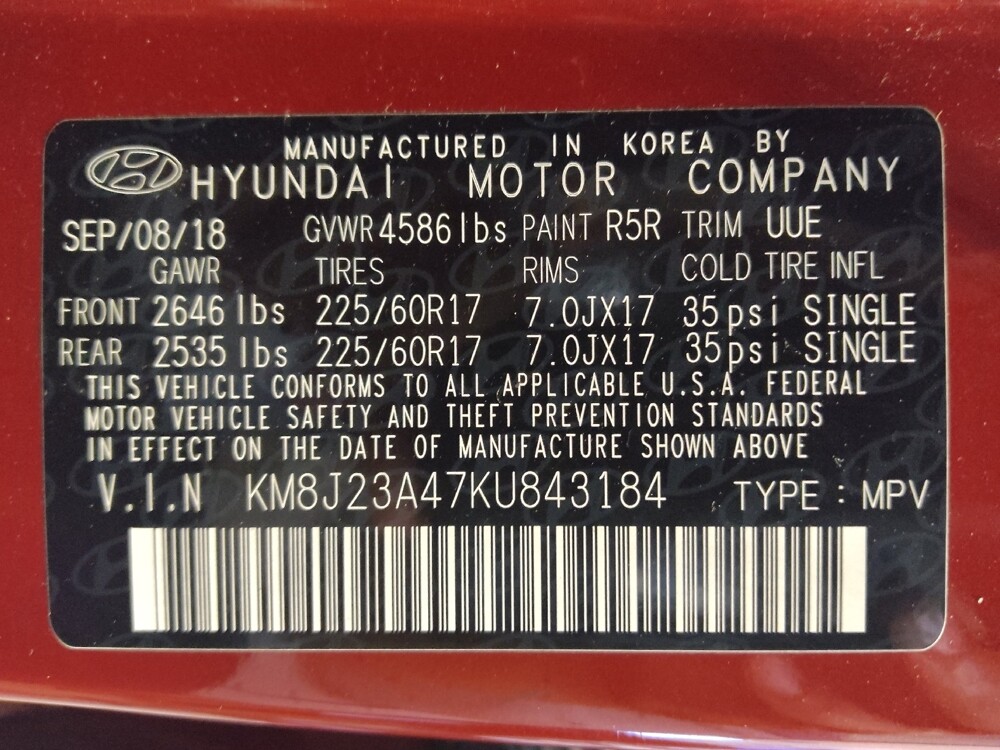 MANUFACTURED IN KOREA BY
HYUNDAI MOTOR COMPANY
SEP/08/18 GVWR 4586 lbs PAINT R5R TRIM UUE
GAWR TIRES RIMS COLD TIRE INFL
FRONT 2646 lbs 225/60R17 7.0JX17 35 psi SINGLE
REAR 2535 lbs 225/60R17 7.0JX17 35 psi SINGLE
THIS VEHICLE CONFORMS TO ALL APPLICABLE U.S.A. FEDERAL
MOTOR VEHICLE SAFETY AND THEFT PREVENTION STANDARDS
IN EFFECT ON THE DATE OF MANUFACTURE SHOWN ABOVE
V.I.N KM8J23A47KU843184 TYPE : MPV